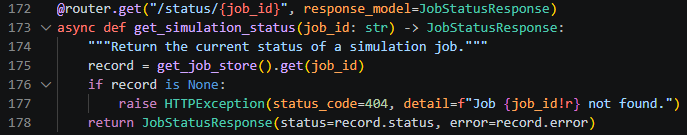 172 @router.get("/status/{job_id}", response_model=JobStatusResponse)
173 async def get_simulation_status(job_id: str) -> JobStatusResponse:
174     """Return the current status of a simulation job."""
175     record = get_job_store().get(job_id)
176     if record is None:
177         raise HTTPException(status_code=404, detail=f"Job {job_id!r} not found.")
178     return JobStatusResponse(status=record.status, error=record.error)